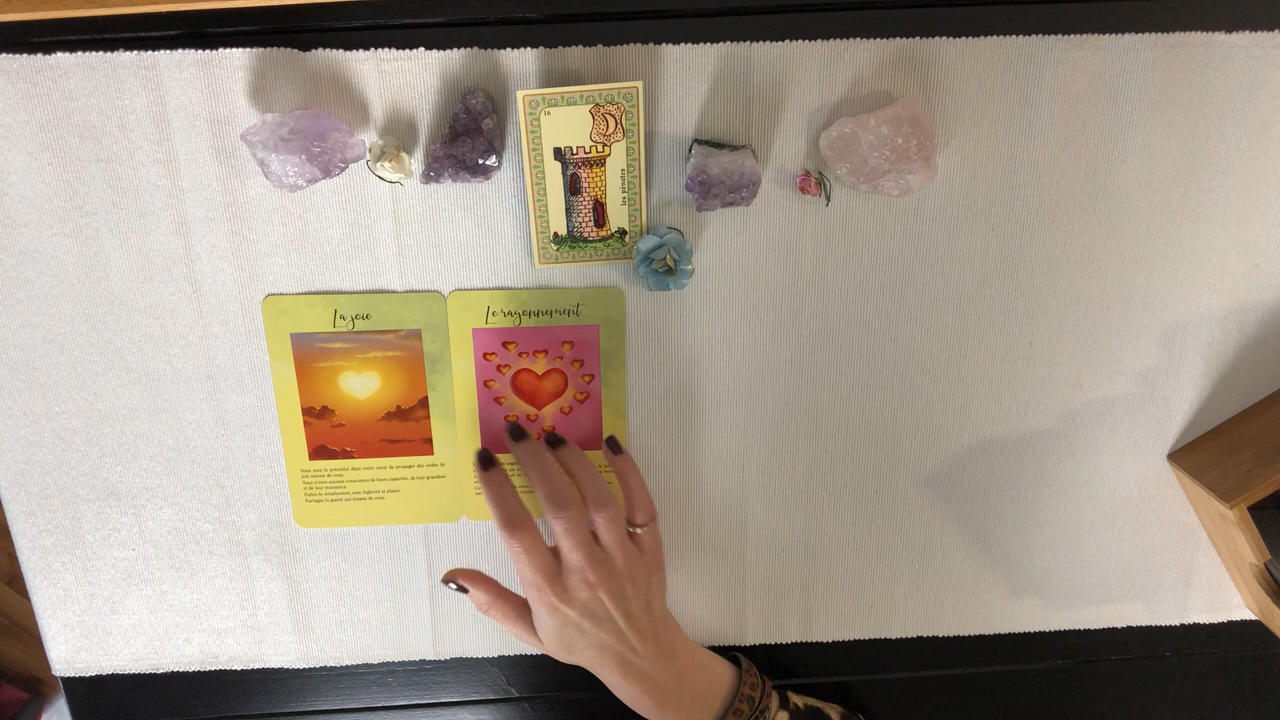 16
les pénates
La joie
Le rayonnement
Vous avez le potentiel dans votre cœur de propager des ondes de
joie autour de vous.
Vous n'avez aucune conscience de leurs capacités, de leur grandeur
et de leur puissance.
Faites-le simplement, avec légèreté et plaisir.
Partagez la gaieté qui émane de vous.